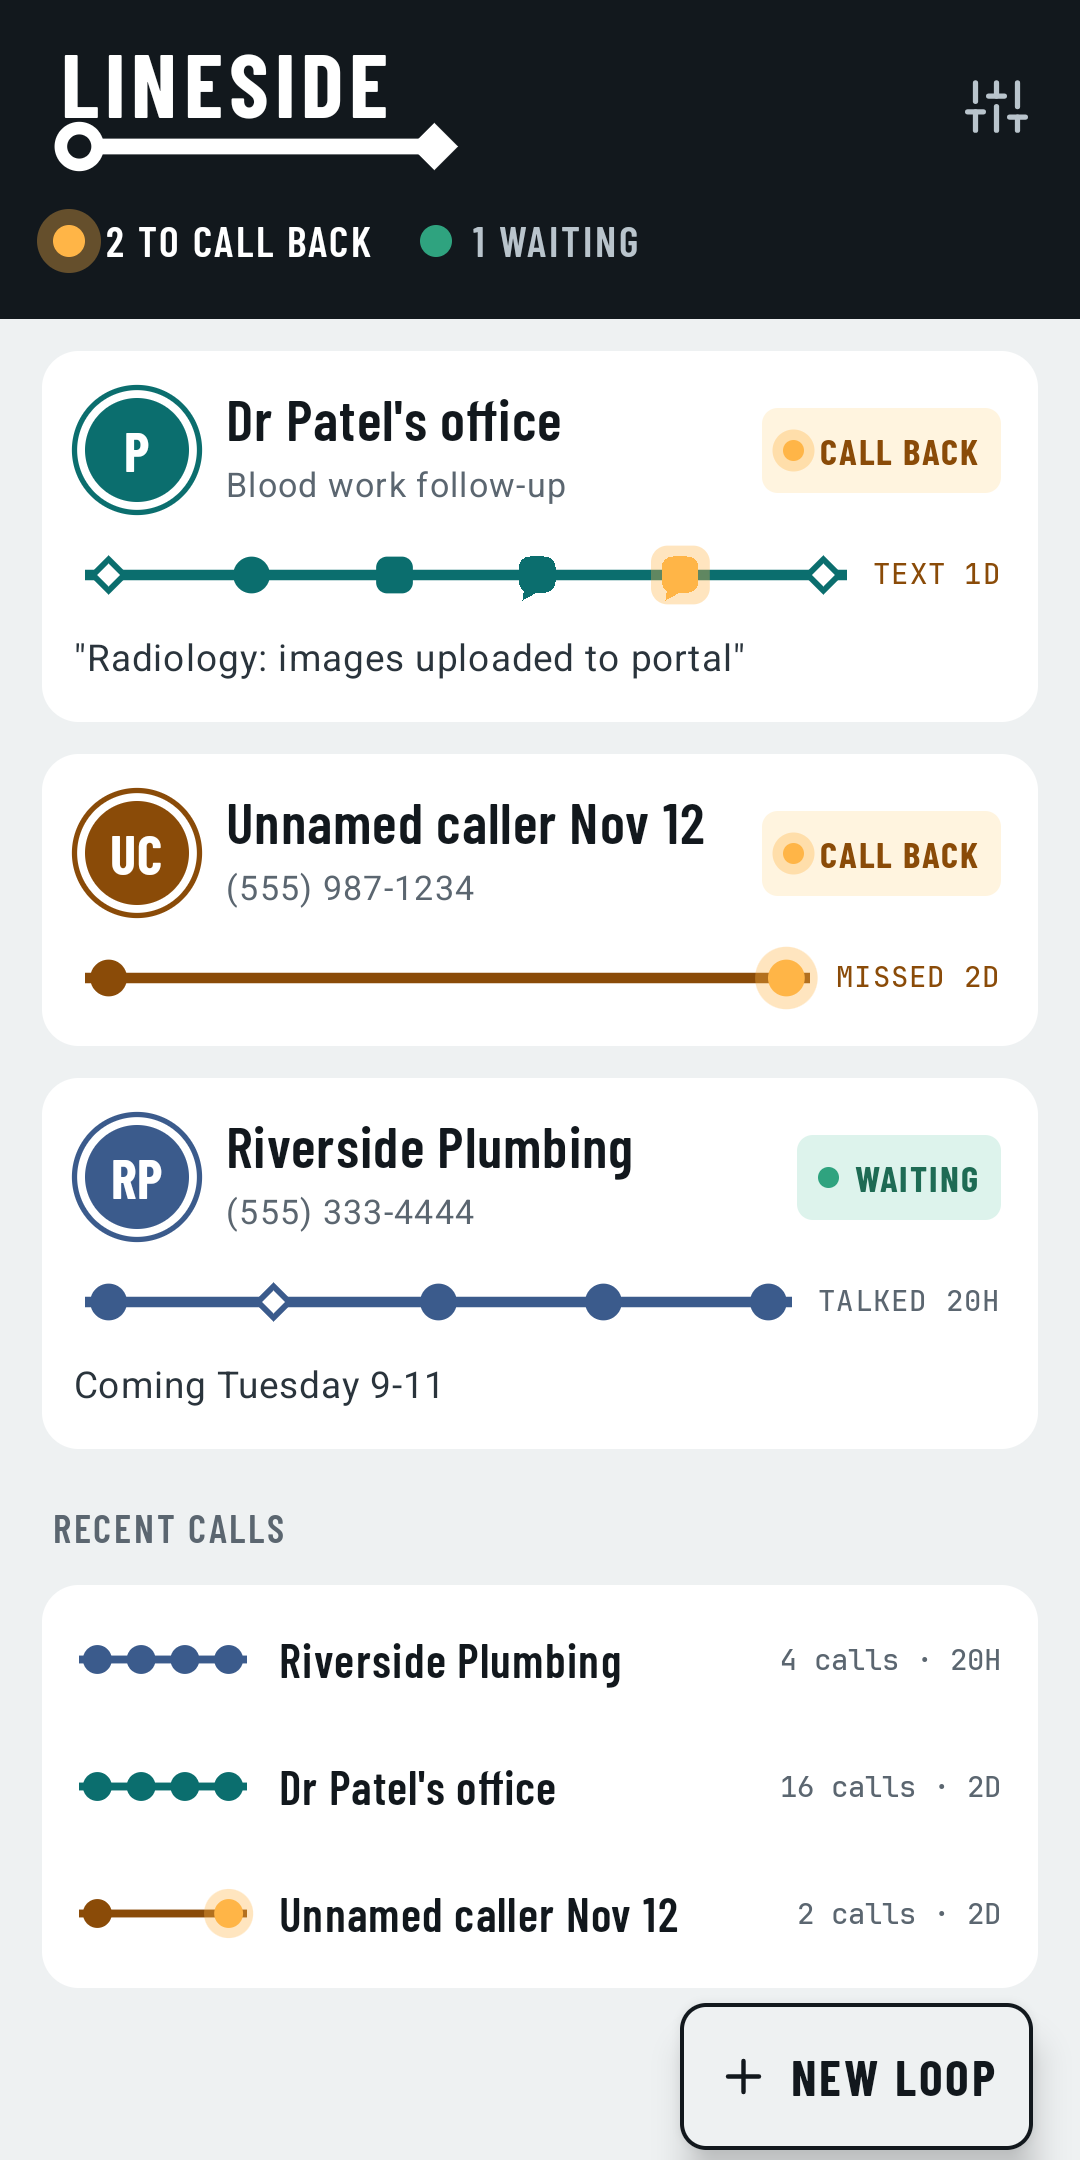 LINESIDE
2 TO CALL BACK 1 WAITING
P
Dr Patel's office
Blood work follow-up
CALL BACK
TEXT 1D
"Radiology: images uploaded to portal"
UC
Unnamed caller Nov 12
(555) 987-1234
CALL BACK
MISSED 2D
RP
Riverside Plumbing
(555) 333-4444
WAITING
TALKED 20H
Coming Tuesday 9-11
RECENT CALLS
Riverside Plumbing 4 calls · 20H
Dr Patel's office 16 calls · 2D
Unnamed caller Nov 12 2 calls · 2D
+ NEW LOOP